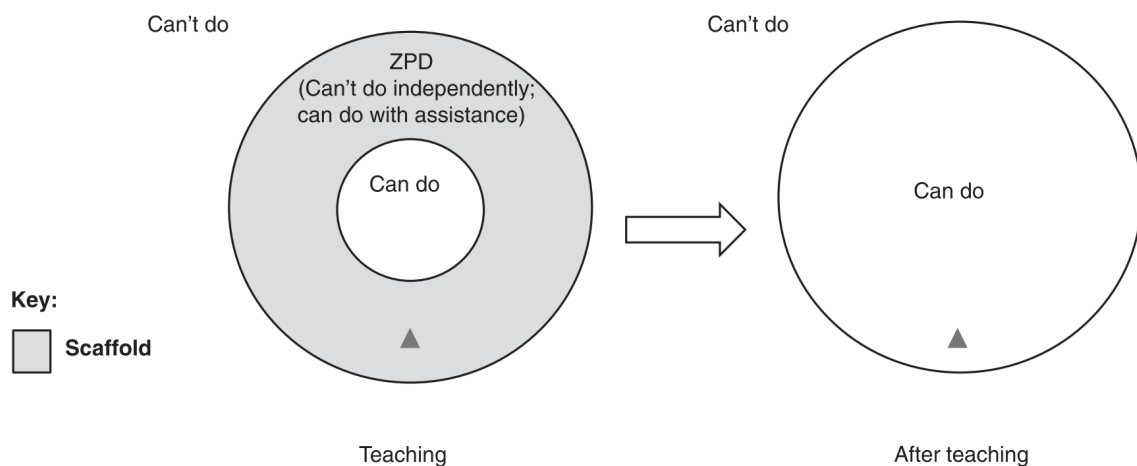 Can’t do
Can’t do
ZPD
(Can’t do independently;
can do with assistance)
Can do
Can do
Key:
Scaffold
Teaching
After teaching